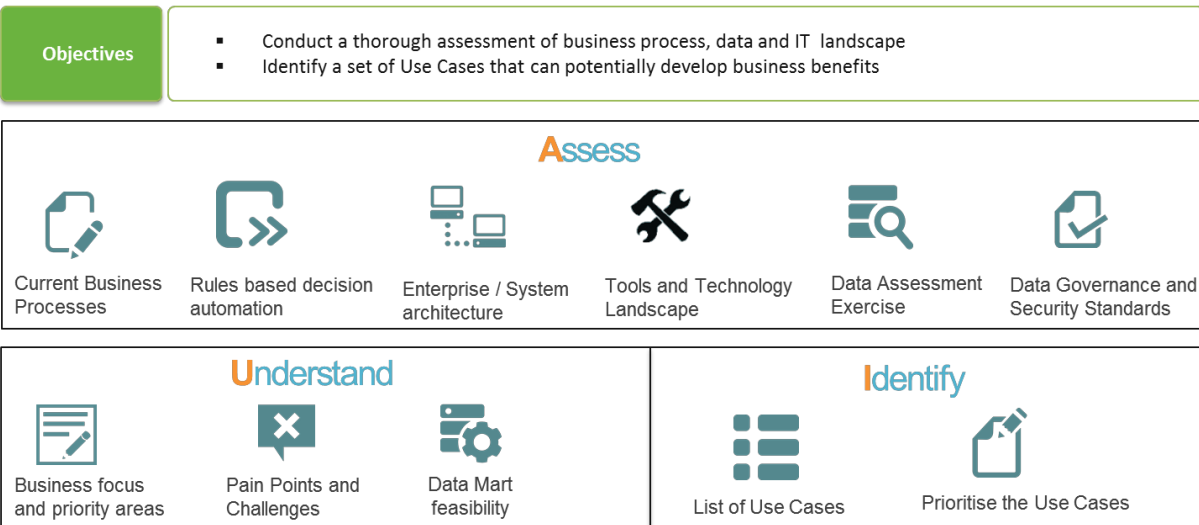 Objectives
▪ Conduct a thorough assessment of business process, data and IT landscape
▪ Identify a set of Use Cases that can potentially develop business benefits
Assess
Current Business
Processes
Rules based decision
automation
Enterprise / System
architecture
Tools and Technology
Landscape
Data Assessment
Exercise
Data Governance and
Security Standards
Understand
Business focus
and priority areas
Pain Points and
Challenges
Data Mart
feasibility
Identify
List of Use Cases
Prioritise the Use Cases